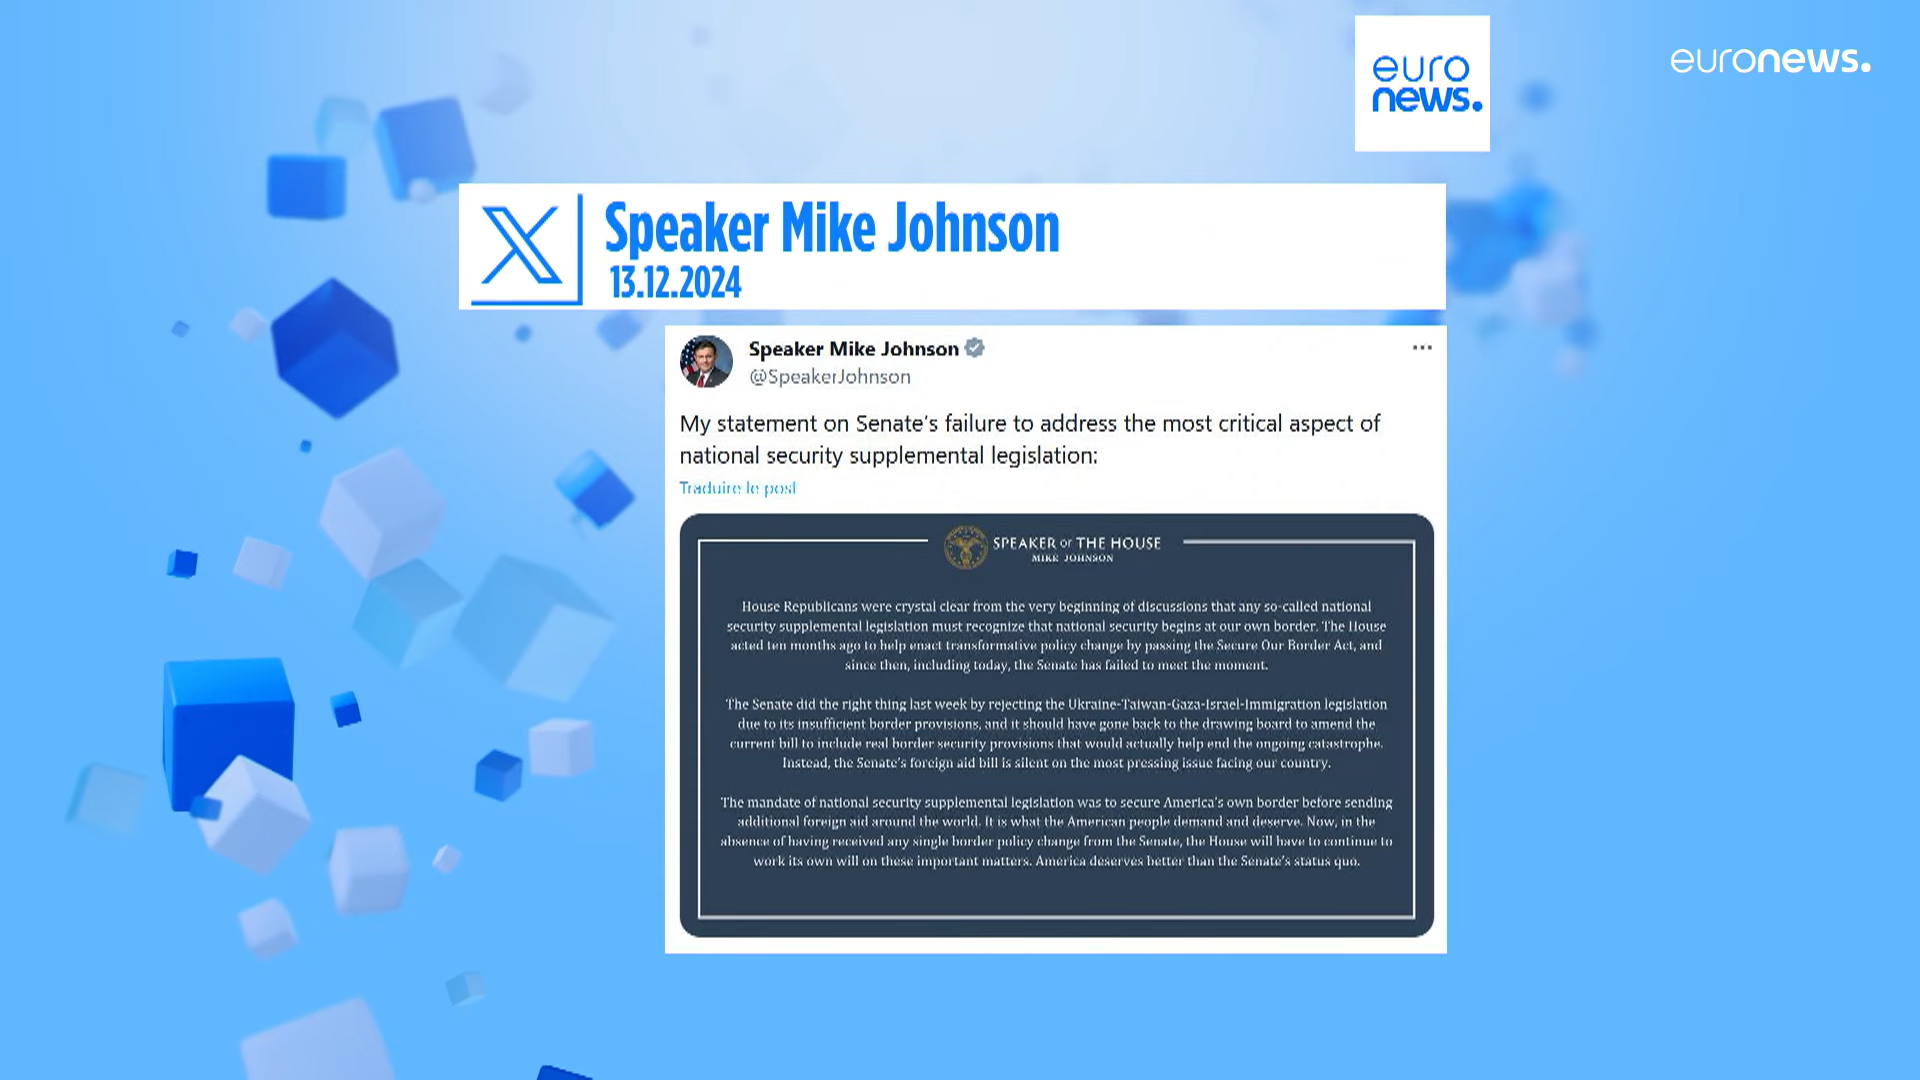 euro
news.
euronews.
Speaker Mike Johnson
13.12.2024
Speaker Mike Johnson
@SpeakerJohnson
My statement on Senate's failure to address the most critical aspect of
national security supplemental legislation:
Traduire le post
SPEAKER OF THE HOUSE
MIKE JOHNSON
House Republicans were crystal clear from the very beginning of discussions that any so-called national
security supplemental legislation must recognize that national security begins at our own border. The House
acted ten months ago to help enact transformative policy change by passing the Secure Our Border Act, and
since then, including today, the Senate has failed to meet the moment.
The Senate did the right thing last week by rejecting the Ukraine-Taiwan-Gaza-Israel-Immigration legislation
due to its insufficient border provisions, and it should have gone back to the drawing board to amend the
current bill to include real border security provisions that would actually help end the ongoing catastrophe.
Instead, the Senate's foreign aid bill is silent on the most pressing issue facing our country.
The mandate of national security supplemental legislation was to secure America's own border before sending
additional foreign aid around the world. It is what the American people demand and deserve. Now, in the
absence of having received any single border policy change from the Senate, the House will have to continue to
work its own will on these important matters. America deserves better than the Senate's status quo.